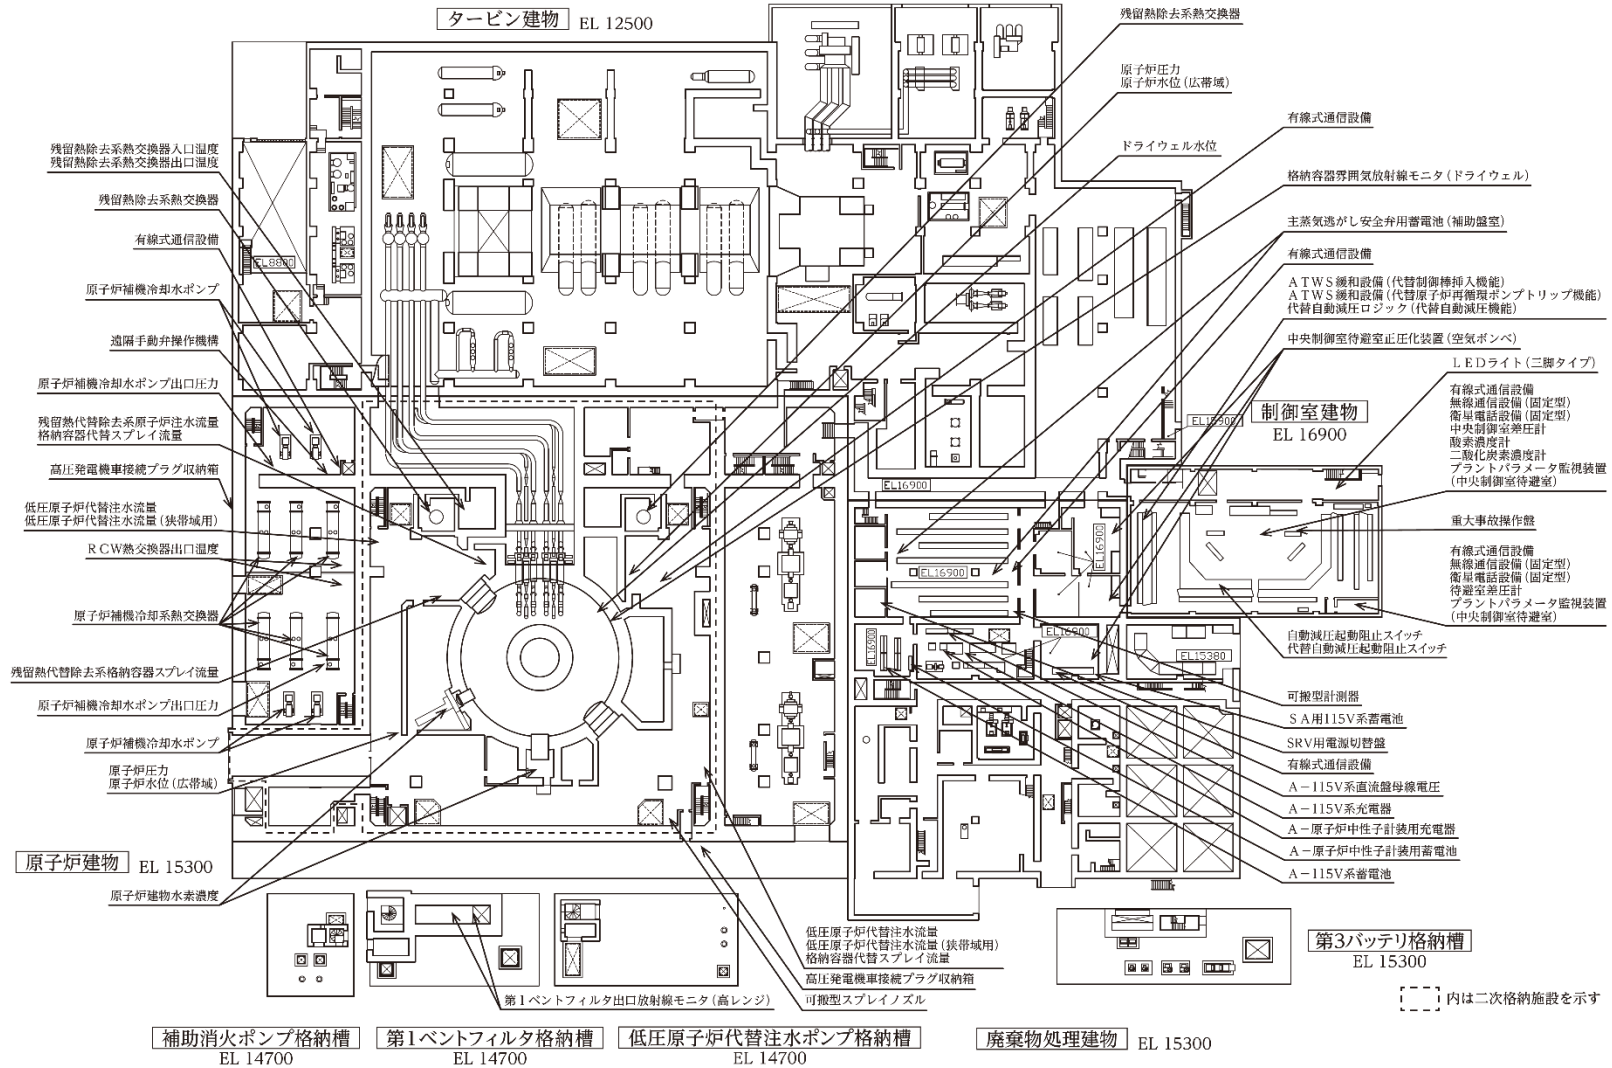 タービン建物 EL 12500
残留熱除去系熱交換器
原子炉圧力
原子炉水位(広帯域)
有線式通信設備
ドライウェル水位
格納容器雰囲気放射線モニタ(ドライウェル)
主蒸気逃がし安全弁用蓄電池(補助盤室)
有線式通信設備
ATWS緩和設備(代替制御棒挿入機能)
ATWS緩和設備(代替原子炉再循環ポンプトリップ機能)
代替自動減圧ロジック(代替自動減圧機能)
中央制御室待避室正圧化装置(空気ボンベ)
LEDライト(三脚タイプ)
有線式通信設備
無線通信設備(固定型)
衛星電話設備(固定型)
中央制御室差圧計
酸素濃度計
二酸化炭素濃度計
プラントパラメータ監視装置
(中央制御室待避室)
重大事故操作盤
有線式通信設備
無線通信設備(固定型)
衛星電話設備(固定型)
待避室差圧計
プラントパラメータ監視装置
(中央制御室待避室)
自動減圧起動阻止スイッチ
代替自動減圧起動阻止スイッチ
可搬型計測器
SA用115V系蓄電池
SRV用電源切替盤
有線式通信設備
A-115V系直流盤母線電圧
A-115V系充電器
A-原子炉中性子計装用充電器
A-原子炉中性子計装用蓄電池
A-115V系蓄電池
制御室建物
EL 16900
EL15900
EL16900
EL16900
EL16900
EL16900
EL16900
EL15380
EL8800
残留熱除去系熱交換器入口温度
残留熱除去系熱交換器出口温度
残留熱除去系熱交換器
有線式通信設備
原子炉補機冷却水ポンプ
遠隔手動弁操作機構
原子炉補機冷却水ポンプ出口圧力
残留熱代替除去系原子炉注水流量
格納容器代替スプレイ流量
高圧発電機車接続プラグ収納箱
低圧原子炉代替注水流量
低圧原子炉代替注水流量(狭帯域用)
RCW熱交換器出口温度
原子炉補機冷却系熱交換器
残留熱代替除去系格納容器スプレイ流量
原子炉補機冷却水ポンプ出口圧力
原子炉補機冷却水ポンプ
原子炉圧力
原子炉水位(広帯域)
原子炉建物 EL 15300
原子炉建物水素濃度
低圧原子炉代替注水流量
低圧原子炉代替注水流量(狭帯域用)
格納容器代替スプレイ流量
高圧発電機車接続プラグ収納箱
可搬型スプレイノズル
第1ベントフィルタ出口放射線モニタ(高レンジ)
第3バッテリ格納槽
EL 15300
内は二次格納施設を示す
補助消火ポンプ格納槽
EL 14700
第1ベントフィルタ格納槽
EL 14700
低圧原子炉代替注水ポンプ格納槽
EL 14700
廃棄物処理建物 EL 15300